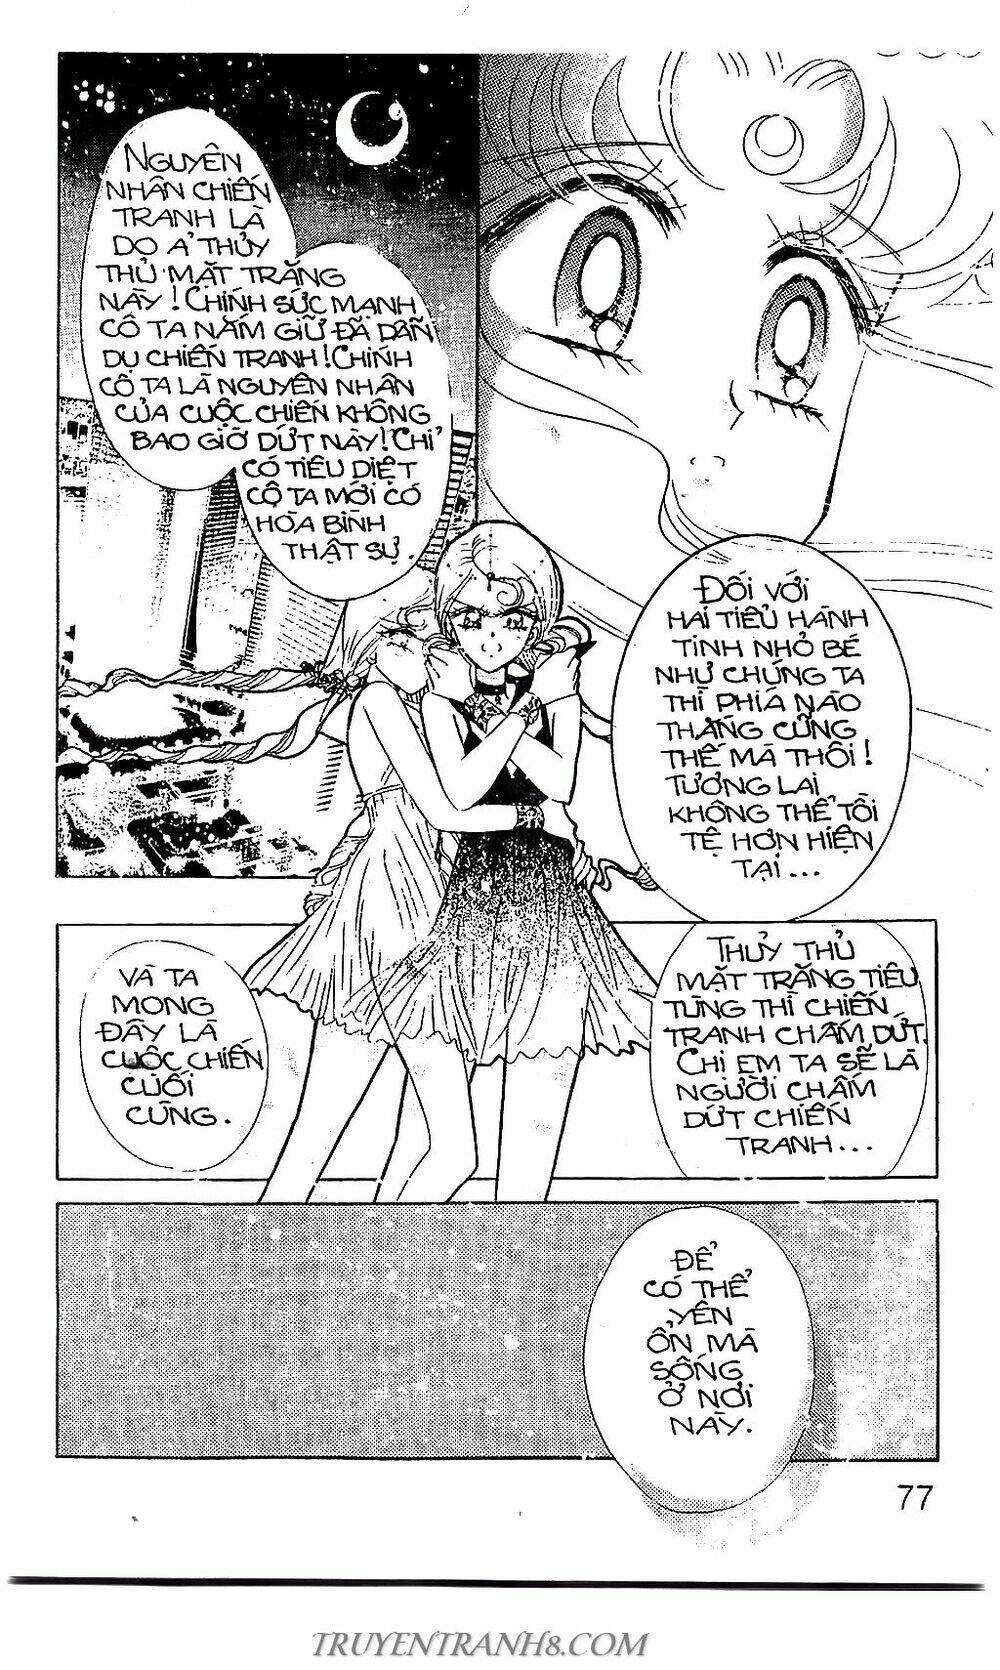 NGUYÊN
NHÂN CHIẾN
TRANH LÀ
DO Ả THỦY
THỦ MẶT TRĂNG
NÀY! CHÍNH SỨC MẠNH
CÔ TA NẮM GIỮ ĐÃ DẪN
DỤ CHIẾN TRANH! CHÍNH
CÔ TA LÀ NGUYÊN NHÂN
CỦA CUỘC CHIẾN KHÔNG
BAO GIỜ DỨT NÀY! CHỈ
CÓ TIÊU DIỆT
CÔ TA MỚI CÓ
HÒA BÌNH
THẬT SỰ.
ĐỐI VỚI
HAI TIỂU HÀNH
TINH NHỎ BÉ
NHƯ CHÚNG TA
THÌ PHÍA NÀO
THẮNG CŨNG
THẾ MÀ THÔI!
TƯƠNG LAI
KHÔNG THỂ TỒI
TỆ HƠN HIỆN
TẠI...
THỦY THỦ
MẶT TRĂNG TIÊU
TÙNG THÌ CHIẾN
TRANH CHẤM DỨT.
CHỊ EM TA SẼ LÀ
NGƯỜI CHẤM
DỨT CHIẾN
TRANH...
VÀ TA
MONG
ĐÂY LÀ
CUỘC CHIẾN
CUỐI
CÙNG.
ĐỂ
CÓ THỂ
YÊN
ỔN MÀ
SỐNG
Ở NƠI
NÀY.
77
TRUYENTRANH8.COM